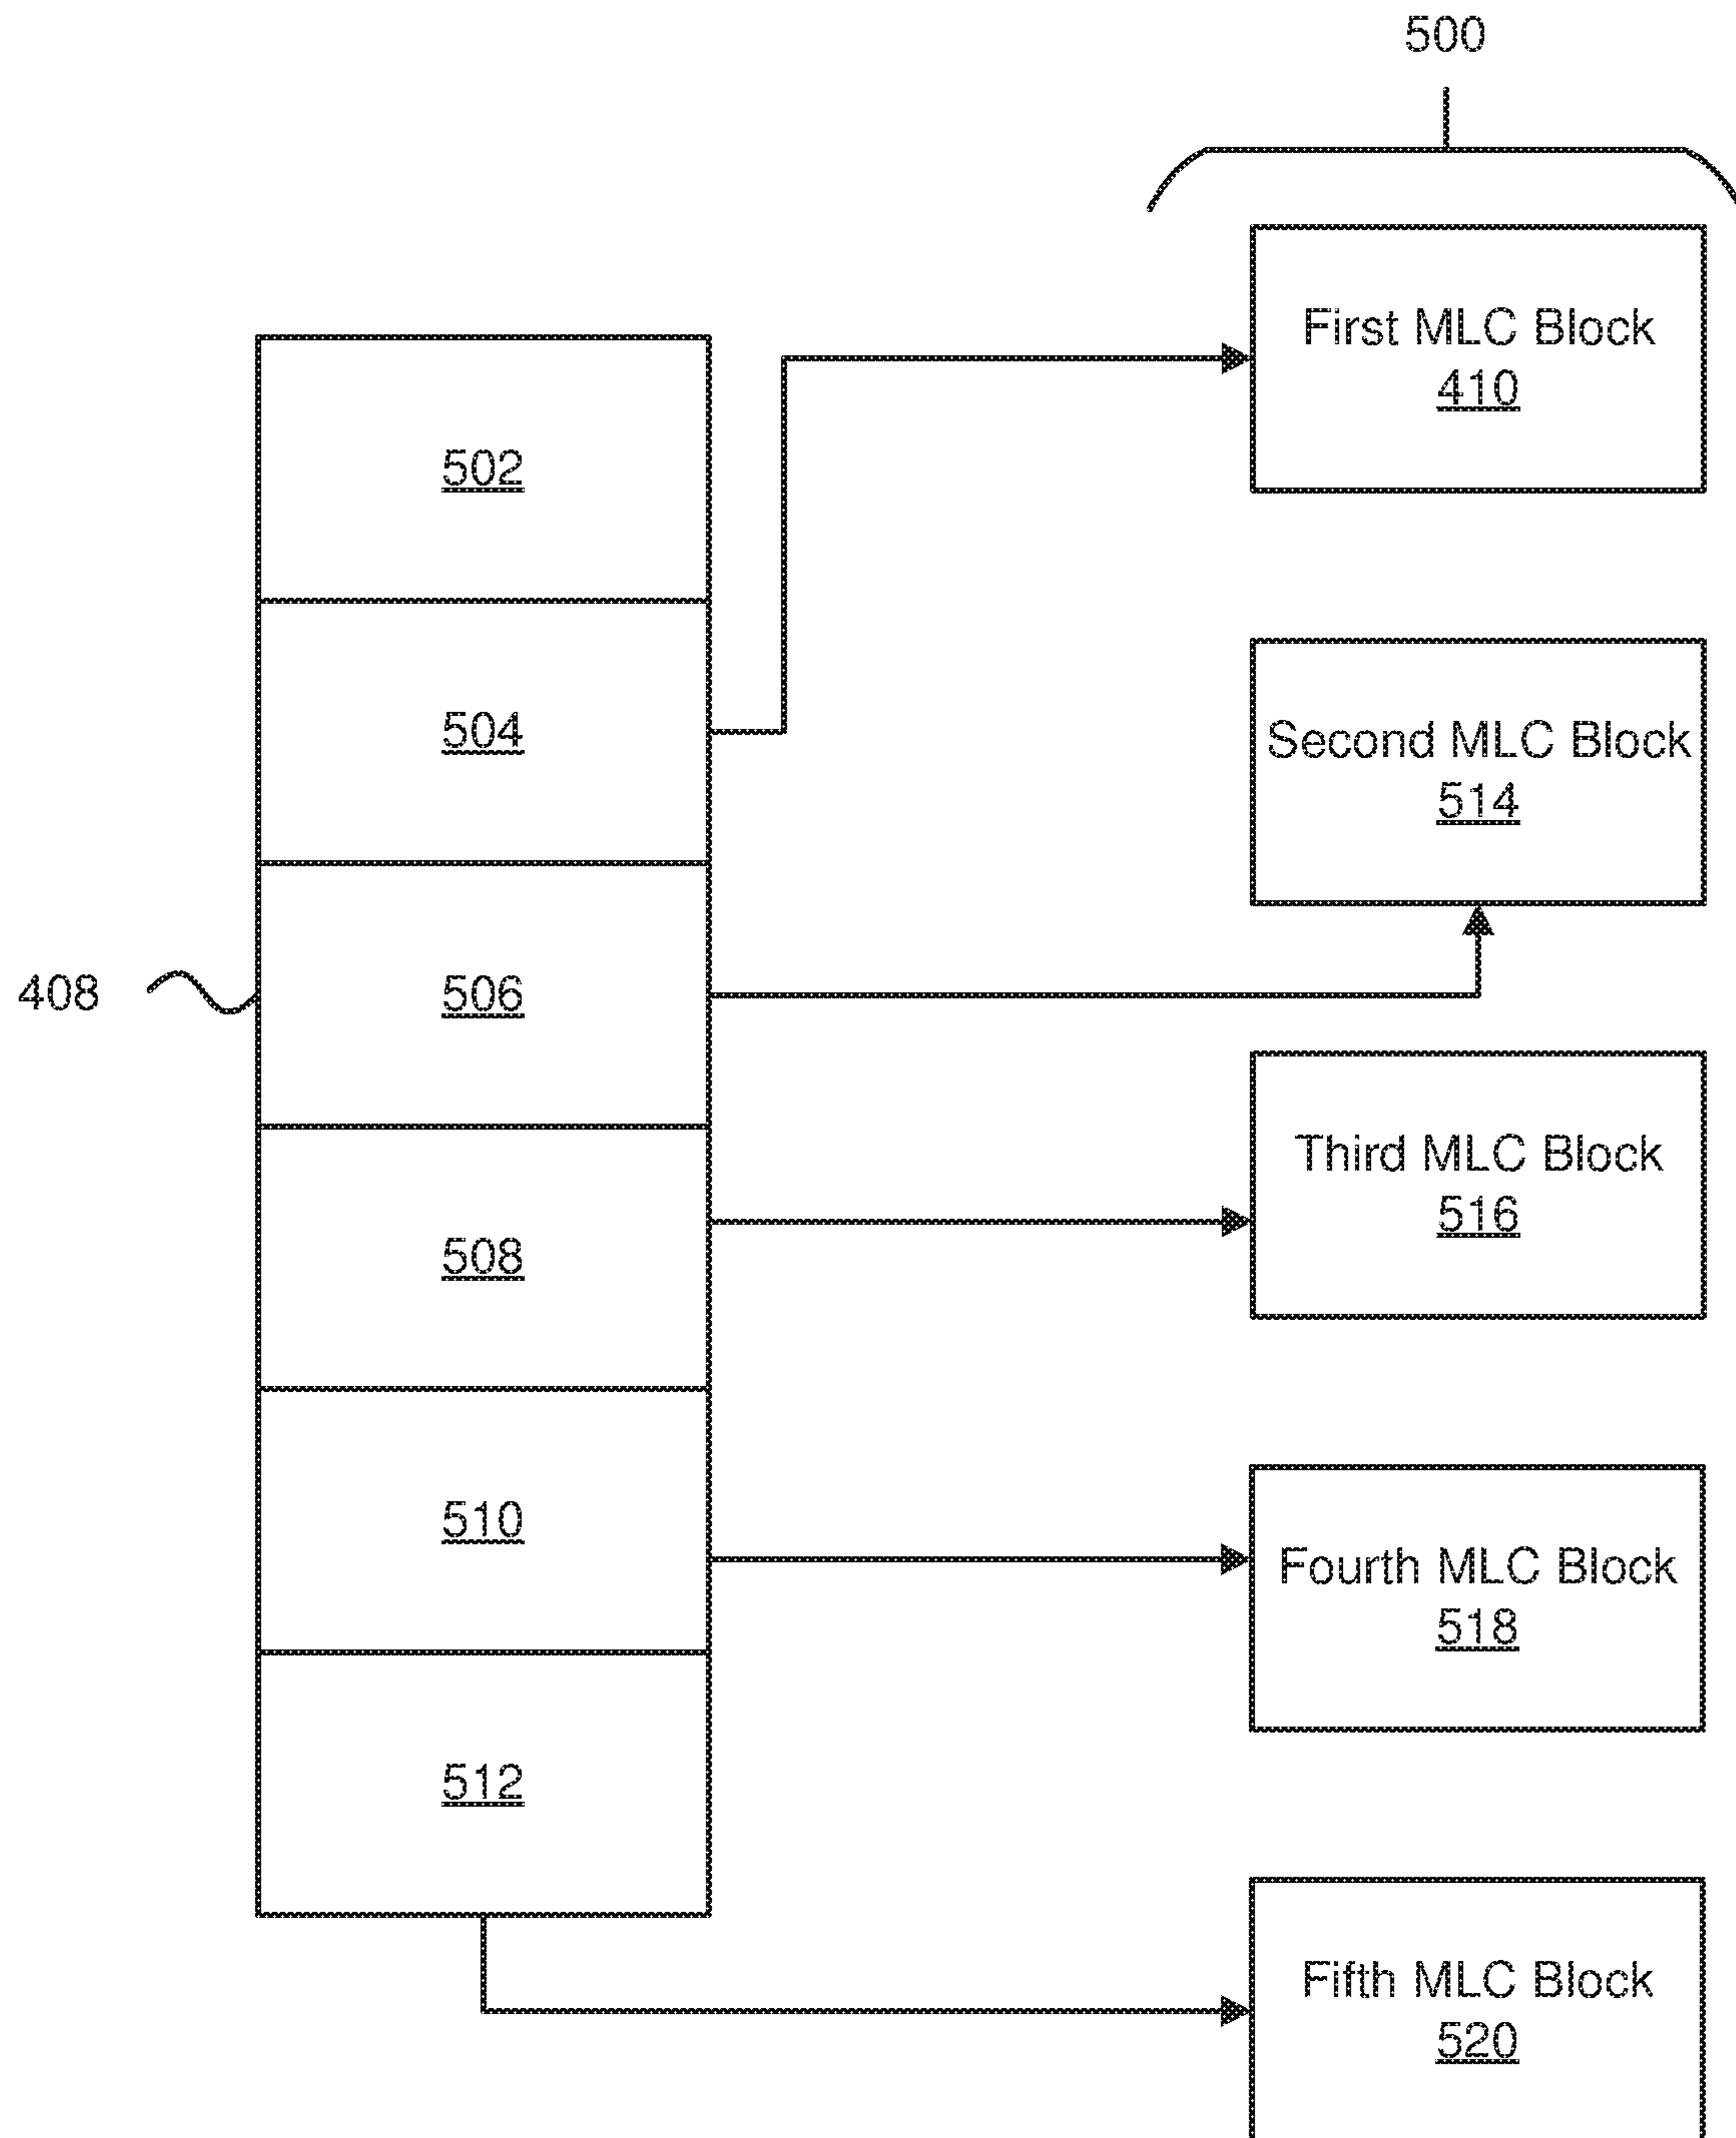 500
First MLC Block
410
502
504
Second MLC Block
514
408
506
Third MLC Block
516
508
510
Fourth MLC Block
518
512
Fifth MLC Block
520